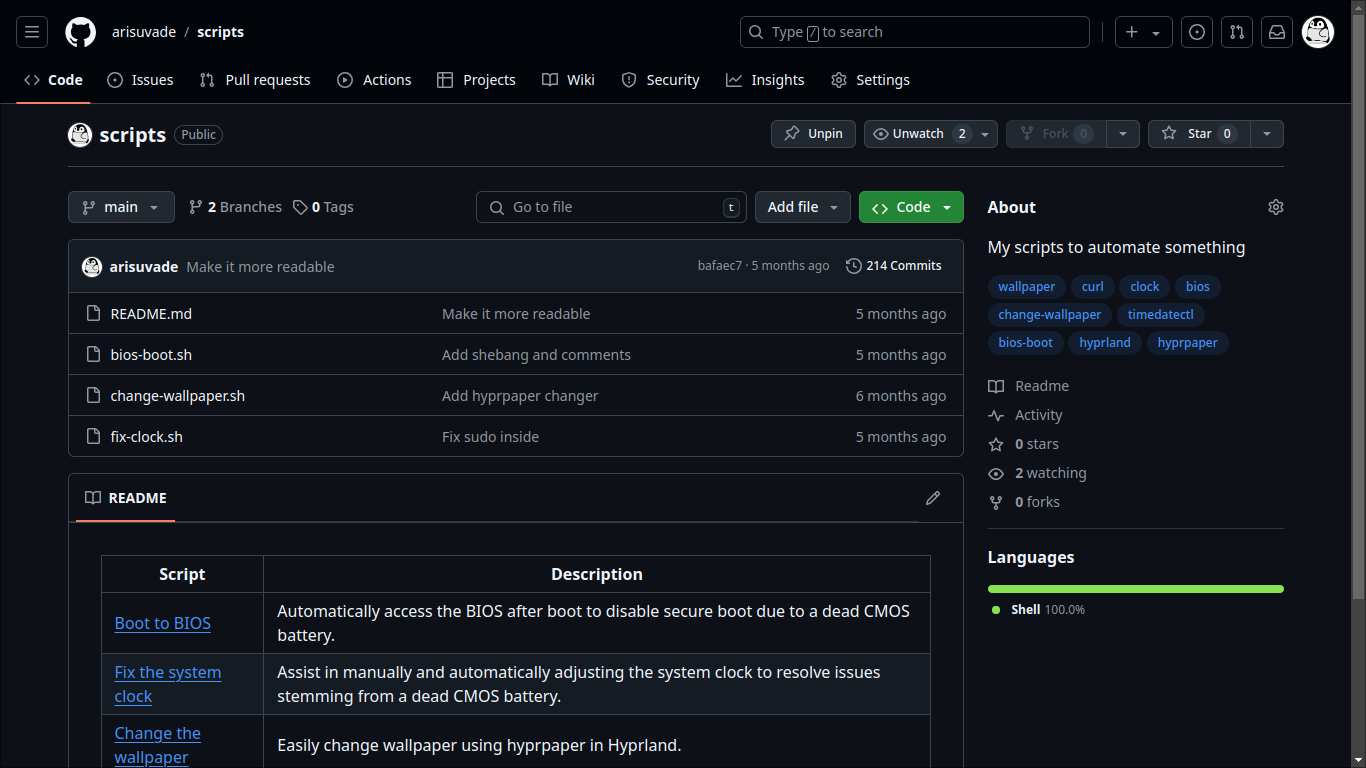 arisuvade / scripts
Type / to search
Code Issues Pull requests Actions Projects Wiki Security Insights Settings
scripts Public
Unpin Unwatch 2 Fork 0 Star 0
main 2 Branches 0 Tags Go to file t Add file Code
arisuvade Make it more readable bafaec7 · 5 months ago 214 Commits
README.md Make it more readable 5 months ago
bios-boot.sh Add shebang and comments 5 months ago
change-wallpaper.sh Add hyprpaper changer 6 months ago
fix-clock.sh Fix sudo inside 5 months ago
README
Script Description
Boot to BIOS
Automatically access the BIOS after boot to disable secure boot due to a dead CMOS
battery.
Fix the system
clock
Assist in manually and automatically adjusting the system clock to resolve issues
stemming from a dead CMOS battery.
Change the
wallpaper
Easily change wallpaper using hyprpaper in Hyprland.
About
My scripts to automate something
wallpaper curl clock bios
change-wallpaper timedatectl
bios-boot hyprland hyprpaper
Readme
Activity
0 stars
2 watching
0 forks
Languages
Shell 100.0%